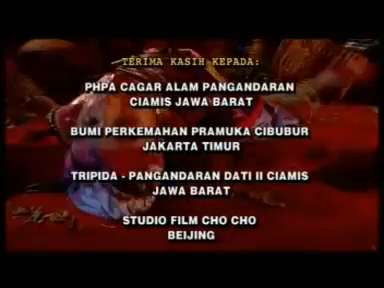 TERIMA KASIH KEPADA:
PHPA CAGAR ALAM PANGANDARAN
CIAMIS JAWA BARAT
BUMI PERKEMAHAN PRAMUKA CIBUBUR
JAKARTA TIMUR
TRIPIDA - PANGANDARAN DATI II CIAMIS
JAWA BARAT
STUDIO FILM CHO CHO
BEIJING